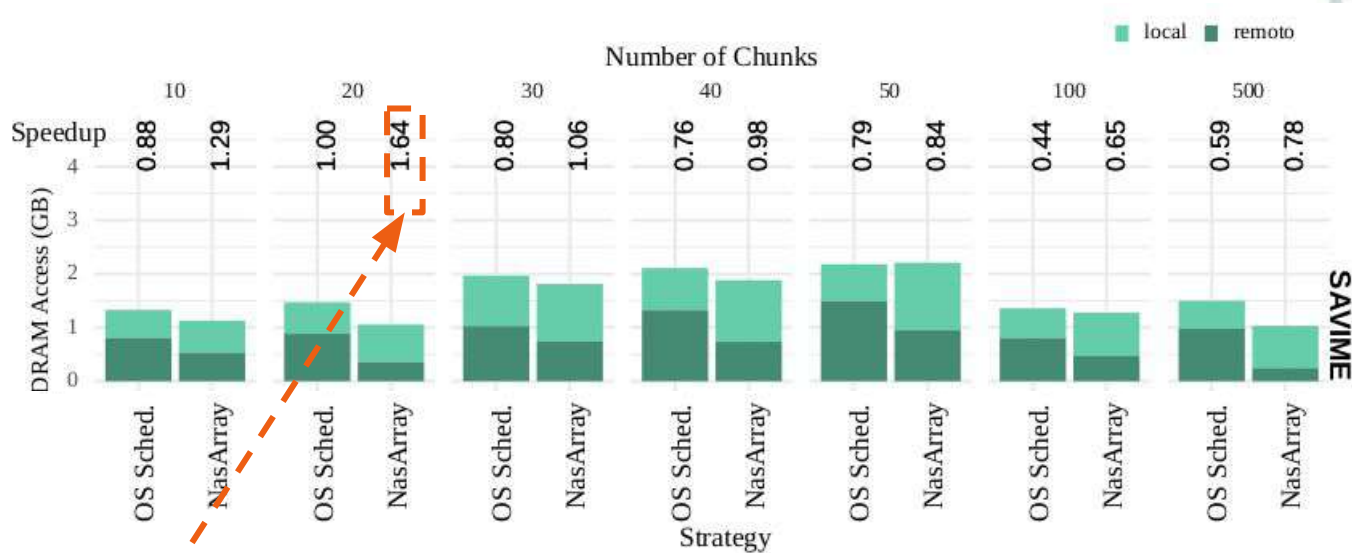 local remoto
Number of Chunks
10 20 30 40 50 100 500
Speedup 0.88 1.29 1.00 1.64 0.80 1.06 0.76 0.98 0.79 0.84 0.44 0.65 0.59 0.78
4
3
2
1
0
DRAM Access (GB)
SAVIME
OS Sched. NasArray OS Sched. NasArray OS Sched. NasArray OS Sched. NasArray OS Sched. NasArray OS Sched. NasArray OS Sched. NasArray
Strategy